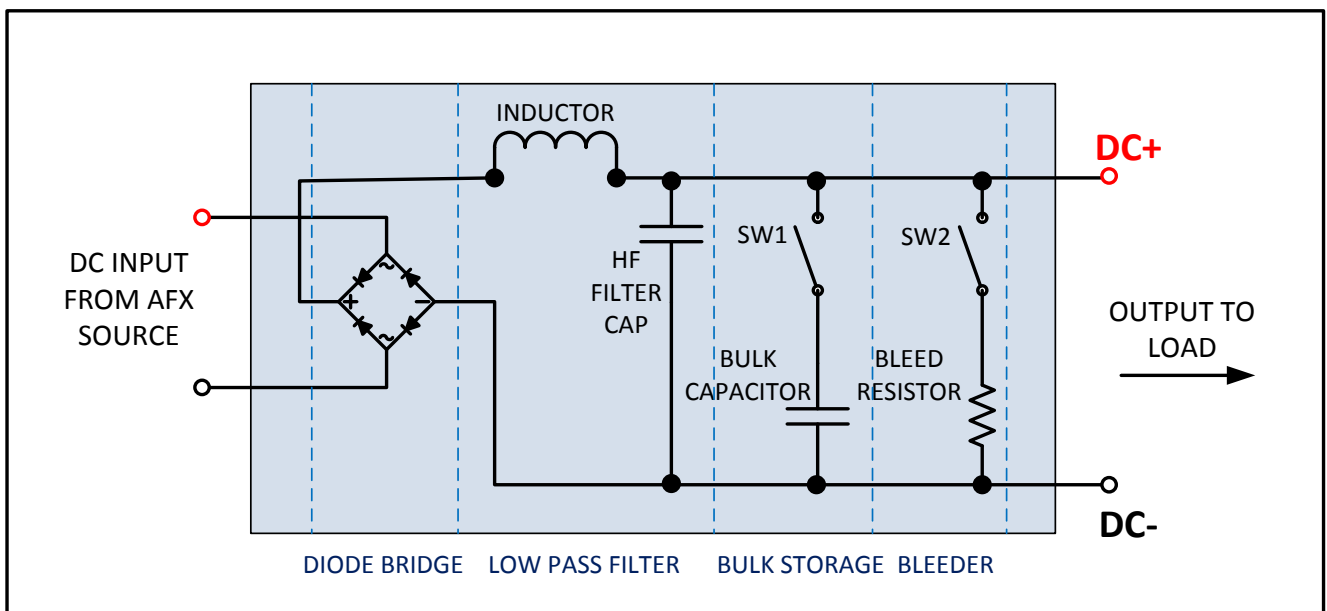 INDUCTOR
DC+
DC INPUT
FROM AFX
SOURCE
~
+
−
~
HF
FILTER
CAP
SW1
SW2
BULK
CAPACITOR
BLEED
RESISTOR
OUTPUT TO
LOAD
DC-
DIODE BRIDGE
LOW PASS FILTER
BULK STORAGE
BLEEDER